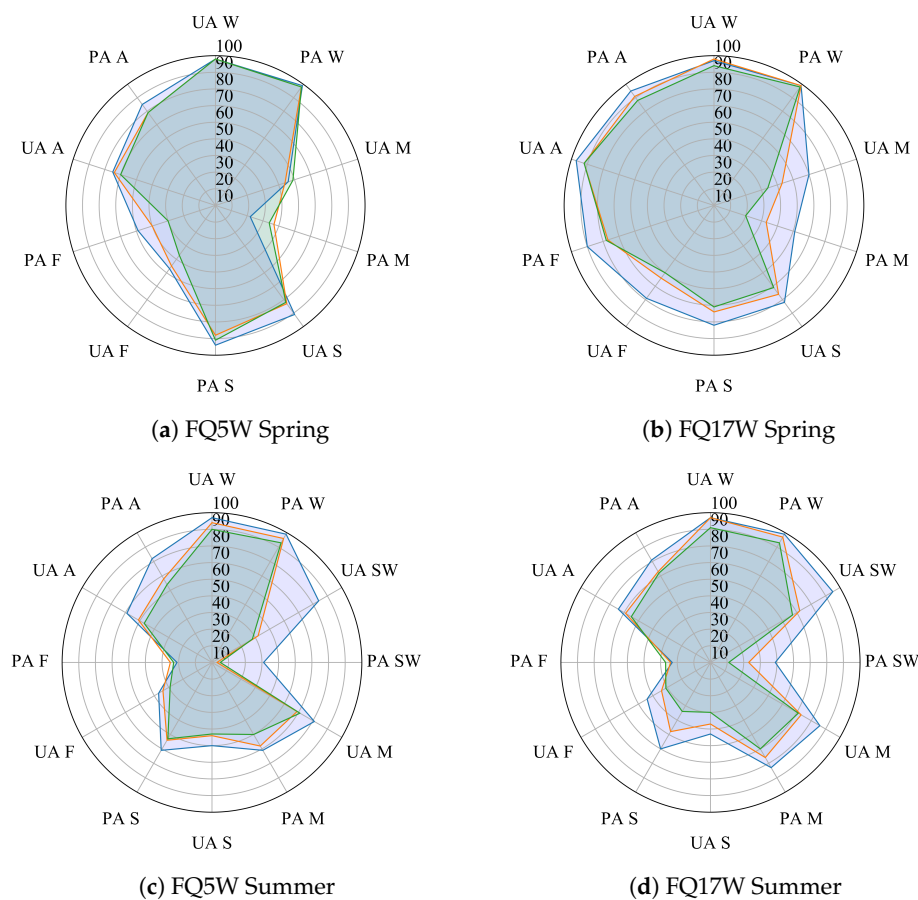 UA W
PA A
PA W
100
90
80
70
60
50
40
30
20
10
UA A
UA M
PA F
PA M
UA F
UA S
PA S
(a) FQ5W Spring
UA W
PA A
PA W
100
90
80
70
60
50
40
30
20
10
UA A
UA M
PA F
PA M
UA F
UA S
PA S
(b) FQ17W Spring
UA W
PA A
PA W
100
90
80
70
60
50
40
30
20
10
UA A
UA SW
PA F
PA SW
UA F
UA M
PA S
PA M
UA S
(c) FQ5W Summer
UA W
PA A
PA W
100
90
80
70
60
50
40
30
20
10
UA A
UA SW
PA F
PA SW
UA F
UA M
PA S
PA M
UA S
(d) FQ17W Summer